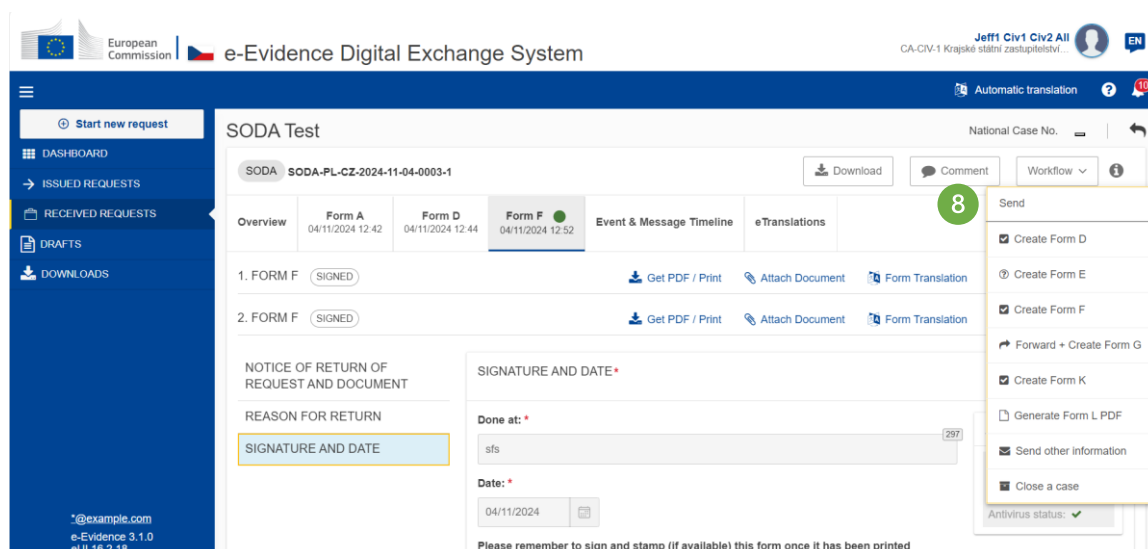 European
Commission
e-Evidence Digital Exchange System
Jeff1 Civ1 Civ2 All
CA-CIV-1 Krajské státní zastupitelství...
EN
Automatic translation
10
Start new request
DASHBOARD
ISSUED REQUESTS
RECEIVED REQUESTS
DRAFTS
DOWNLOADS
*@example.com
e-Evidence 3.1.0
SODA Test
National Case No.
SODA SODA-PL-CZ-2024-11-04-0003-1
Download
Comment
Workflow
Overview
Form A
04/11/2024 12:42
Form D
04/11/2024 12:44
Form F
04/11/2024 12:52
Event & Message Timeline
eTranslations
8
Send
Create Form D
Create Form E
Create Form F
Forward + Create Form G
Create Form K
Generate Form L PDF
Send other information
Close a case
1. FORM F SIGNED
Get PDF / Print
Attach Document
Form Translation
2. FORM F SIGNED
Get PDF / Print
Attach Document
Form Translation
NOTICE OF RETURN OF
REQUEST AND DOCUMENT
REASON FOR RETURN
SIGNATURE AND DATE
SIGNATURE AND DATE*
Done at: *
297
sfs
Date: *
04/11/2024
Antivirus status:
Please remember to sign and stamp (if available) this form once it has been printed